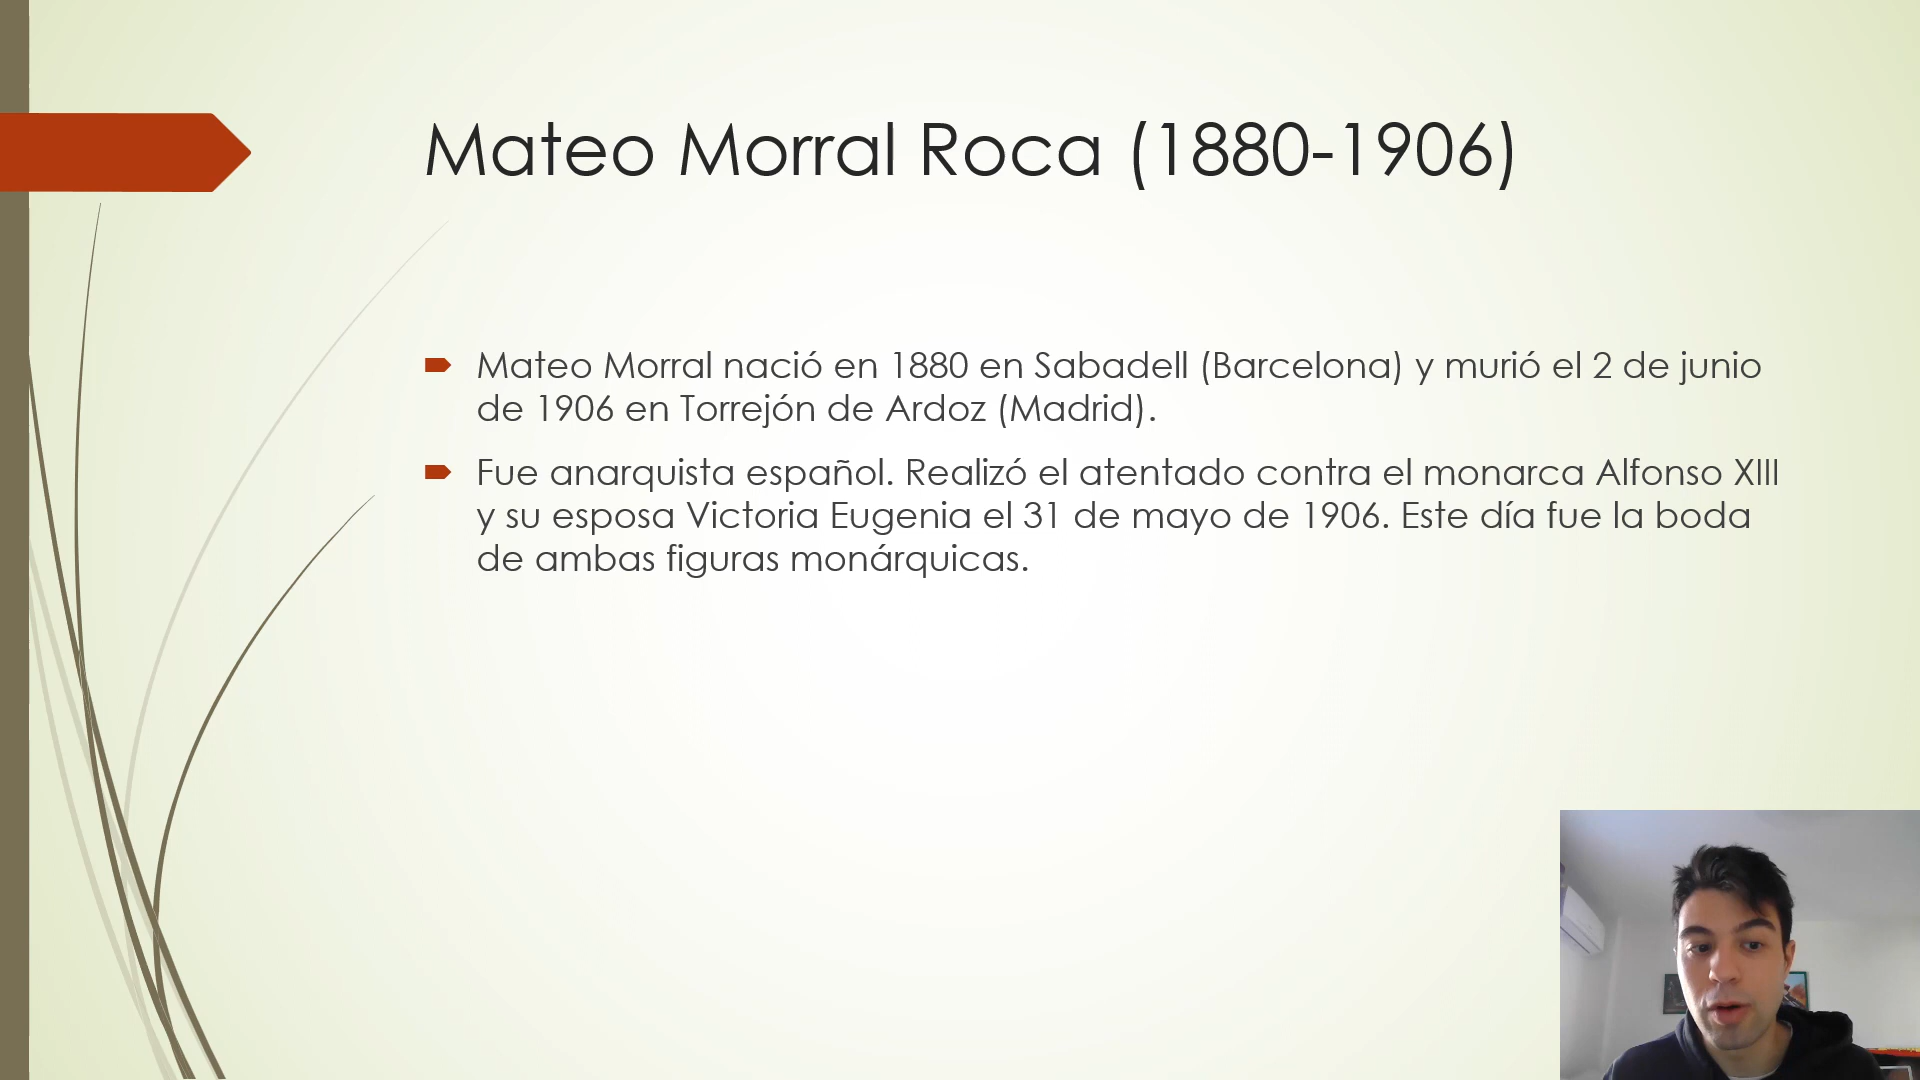 Mateo Morral Roca (1880-1906)
Mateo Morral nació en 1880 en Sabadell (Barcelona) y murió el 2 de junio
de 1906 en Torrejón de Ardoz (Madrid).
Fue anarquista español. Realizó el atentado contra el monarca Alfonso XIII
y su esposa Victoria Eugenia el 31 de mayo de 1906. Este día fue la boda
de ambas figuras monárquicas.